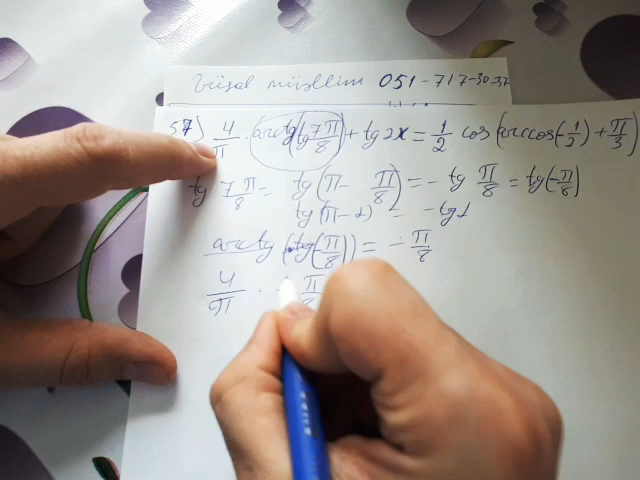 Vüsal müəllim 051-717-30-37
57) 4/π · (arctg(tg 7π/8) + tg 2x = 1/2 cos(arccos(-1/2) + π/3)
tg 7π/8 = tg(π - π/8) = -tg π/8 = tg(-π/8)
tg(π-α) = -tgα
arctg(tg(-π/8)) = -π/8
4/π · - π/8